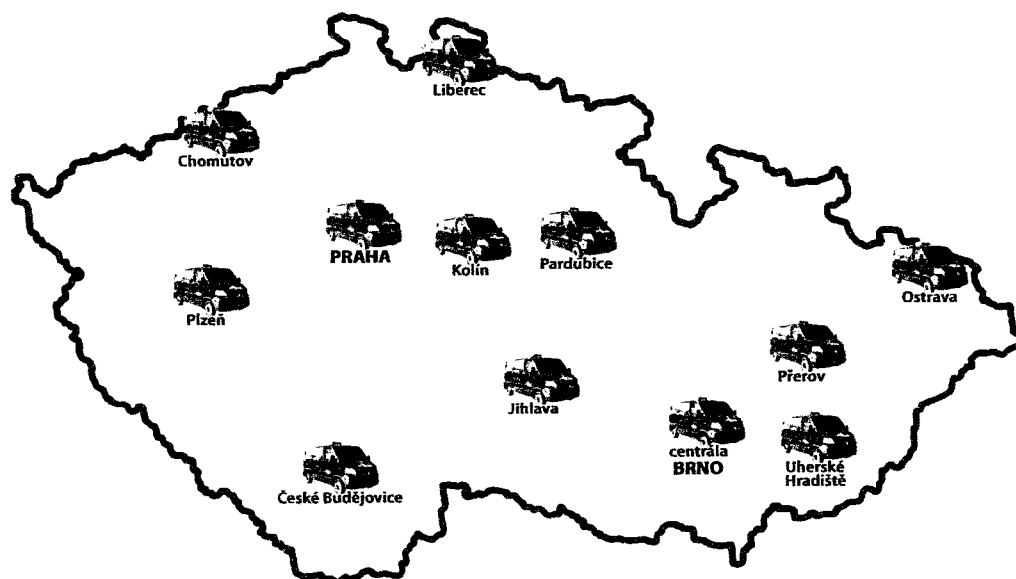 Liberec
Chomutov
PRAHA
Kolín
Pardubice
Ostrava
Plzeň
Přerov
Jihlava
centrála
BRNO
Uherské
Hradiště
České Budějovice